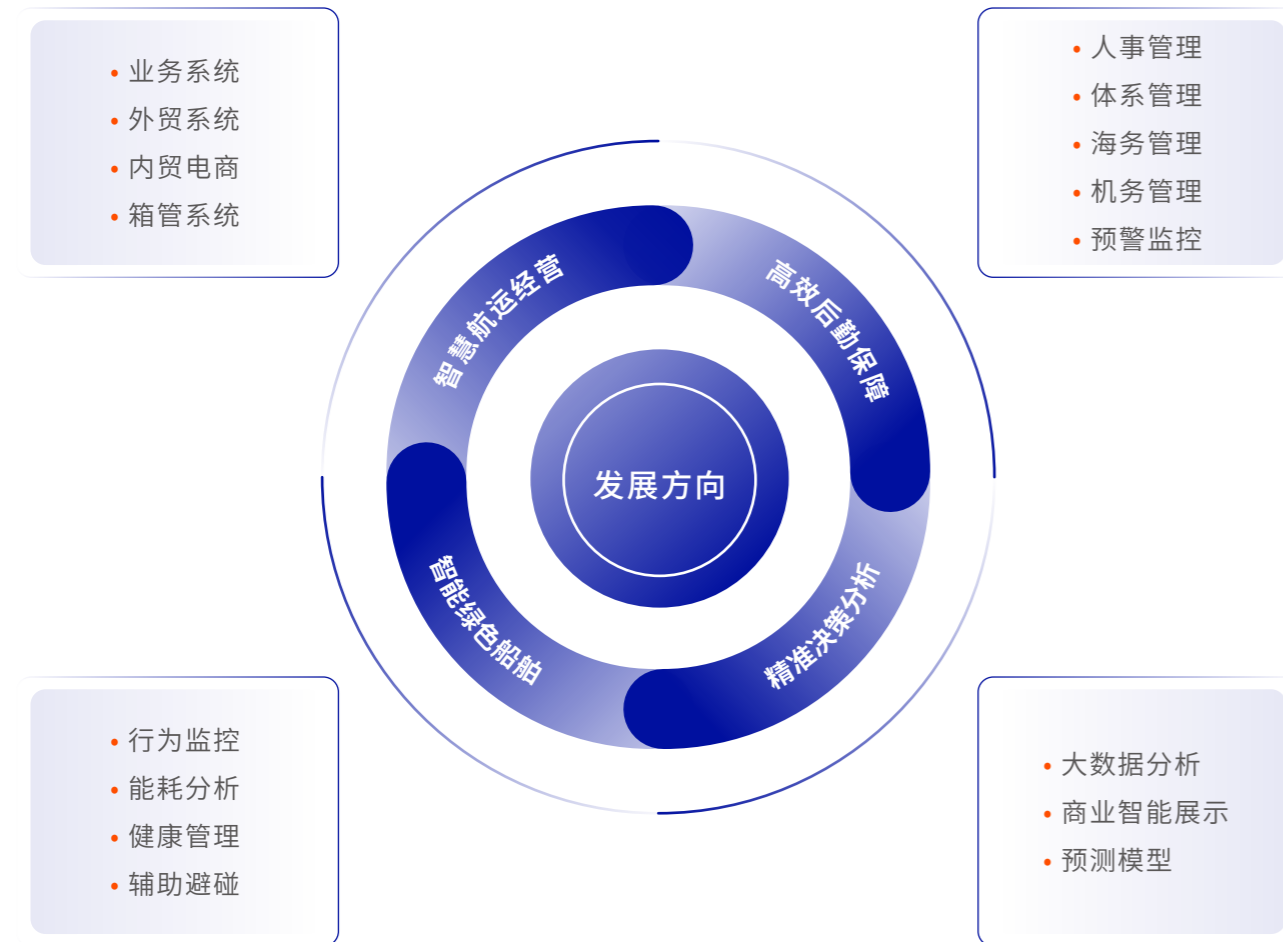 业务系统
外贸系统
内贸电商
箱管系统
人事管理
体系管理
海务管理
机务管理
预警监控
智慧航运经营
高效后勤保障
发展方向
智能绿色船舶
精准决策分析
行为监控
能耗分析
健康管理
辅助避碰
大数据分析
商业智能展示
预测模型